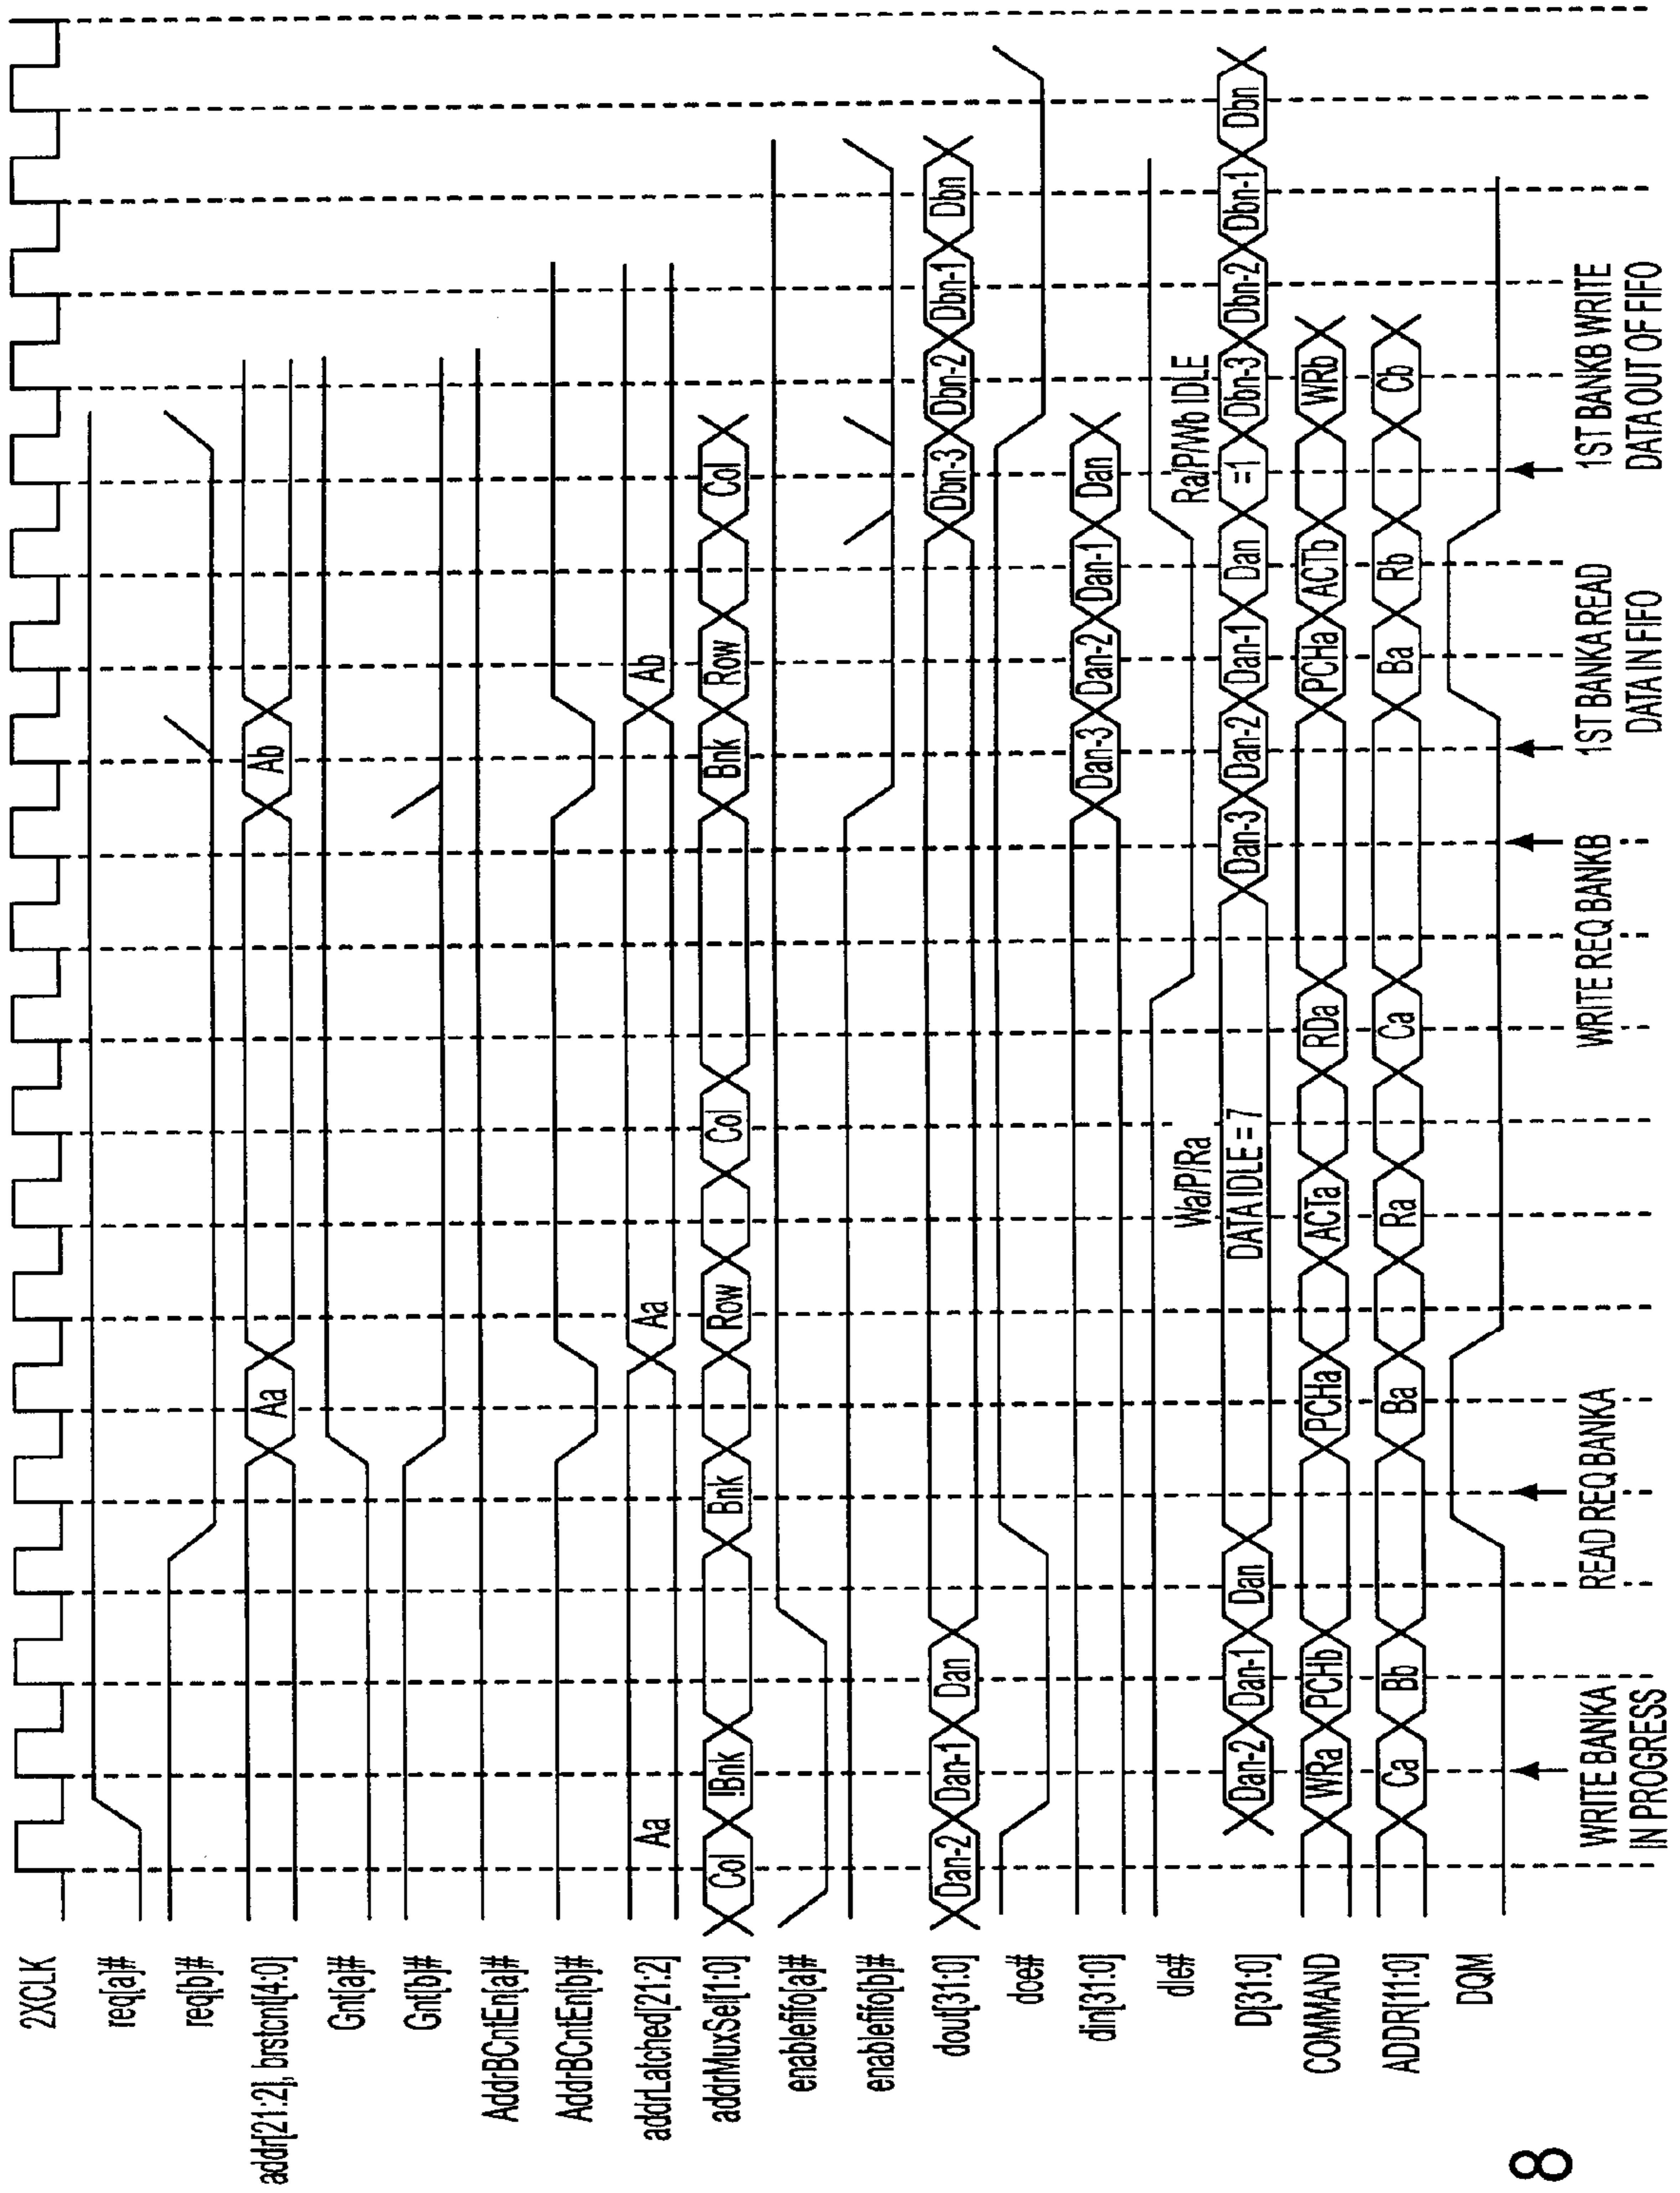 2XCLK
req[a]#
req[b]#
addr[21:2], brstcnt[4:0] Aa Ab
Gnt[a]#
Gnt[b]#
AddrBCntEn[a]#
AddrBCntEn[b]#
addrLatched[21:2] Aa Aa Ab
addrMuxSel[1:0] Col !Bnk Bnk Row Col Bnk Row Col
enablefifo[a]#
enablefifo[b]#
dout[31:0] Dan-2 Dan-1 Dan Dbn-3 Dbn-2 Dbn-1 Dbn
doe#
din[31:0] Dan-3 Dan-2 Dan-1 Dan
dle#
Wa/P/Ra Ra/P/Wb IDLE
D[31:0] Dan-2 Dan-1 Dan DATA IDLE = 7 Dan-3 Dan-2 Dan-1 Dan =1 Dbn-3 Dbn-2 Dbn-1 Dbn
COMMAND WRa PCHb PCHa ACTa RDa PCHa ACTb WRb
ADDR[11:0] Ca Bb Ba Ra Ca Ba Rb Cb
DQM
WRITE BANKA READ REQ BANKA WRITE REQ BANKB 1ST BANKA READ 1ST BANKB WRITE
IN PROGRESS DATA IN FIFO DATA OUT OF FIFO
8